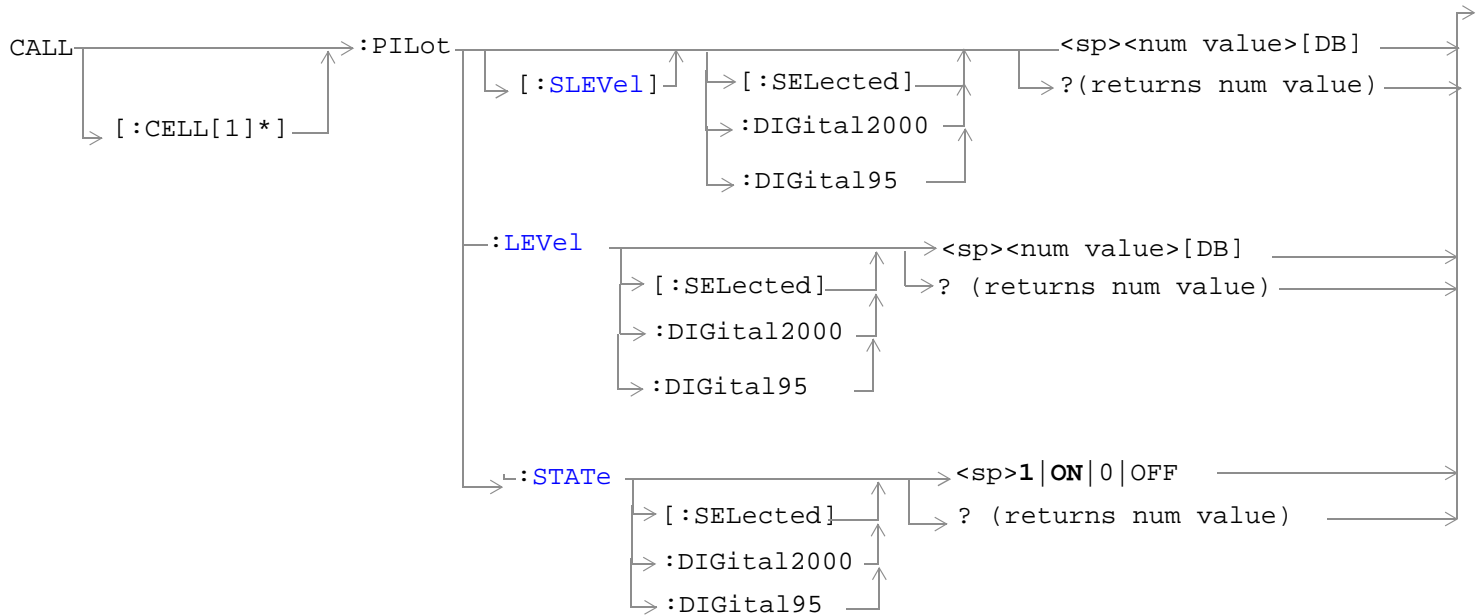 CALL :PILot <sp><num value>[DB]
[:SLEVel] [:SELected] ?(returns num value)
[:CELL[1]*] :DIGital2000
:DIGital95
:LEVel <sp><num value>[DB]
[:SELected] ? (returns num value)
:DIGital2000
:DIGital95
:STATe <sp>1|ON|0|OFF
[:SELected] ? (returns num value)
:DIGital2000
:DIGital95